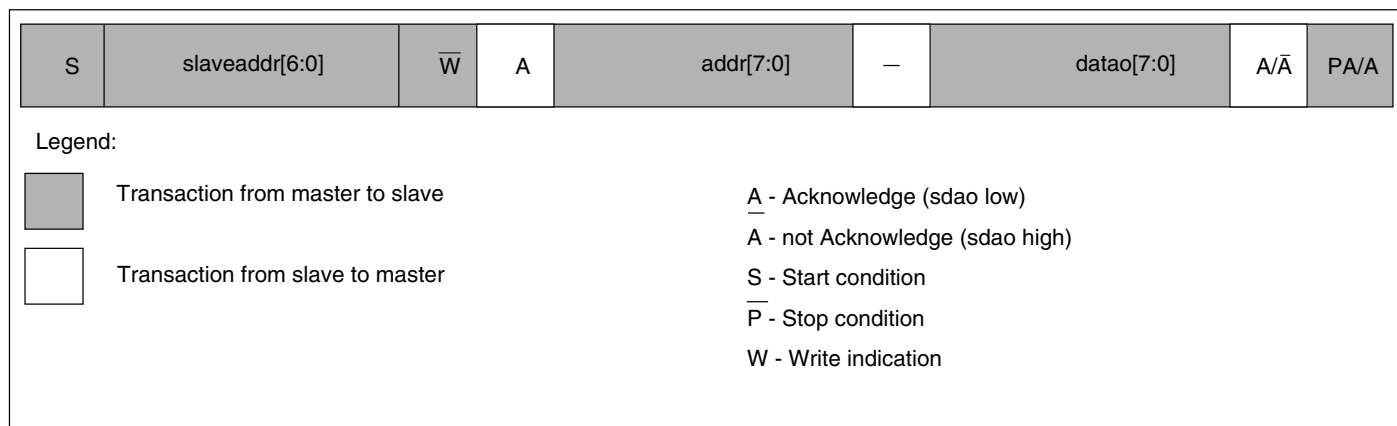 S slaveaddr[6:0] W̅ A addr[7:0] — datao[7:0] A/A̅ PA/A
Legend:
Transaction from master to slave
Transaction from slave to master
A - Acknowledge (sdao low)
A̅ - not Acknowledge (sdao high)
S - Start condition
P̅ - Stop condition
W - Write indication